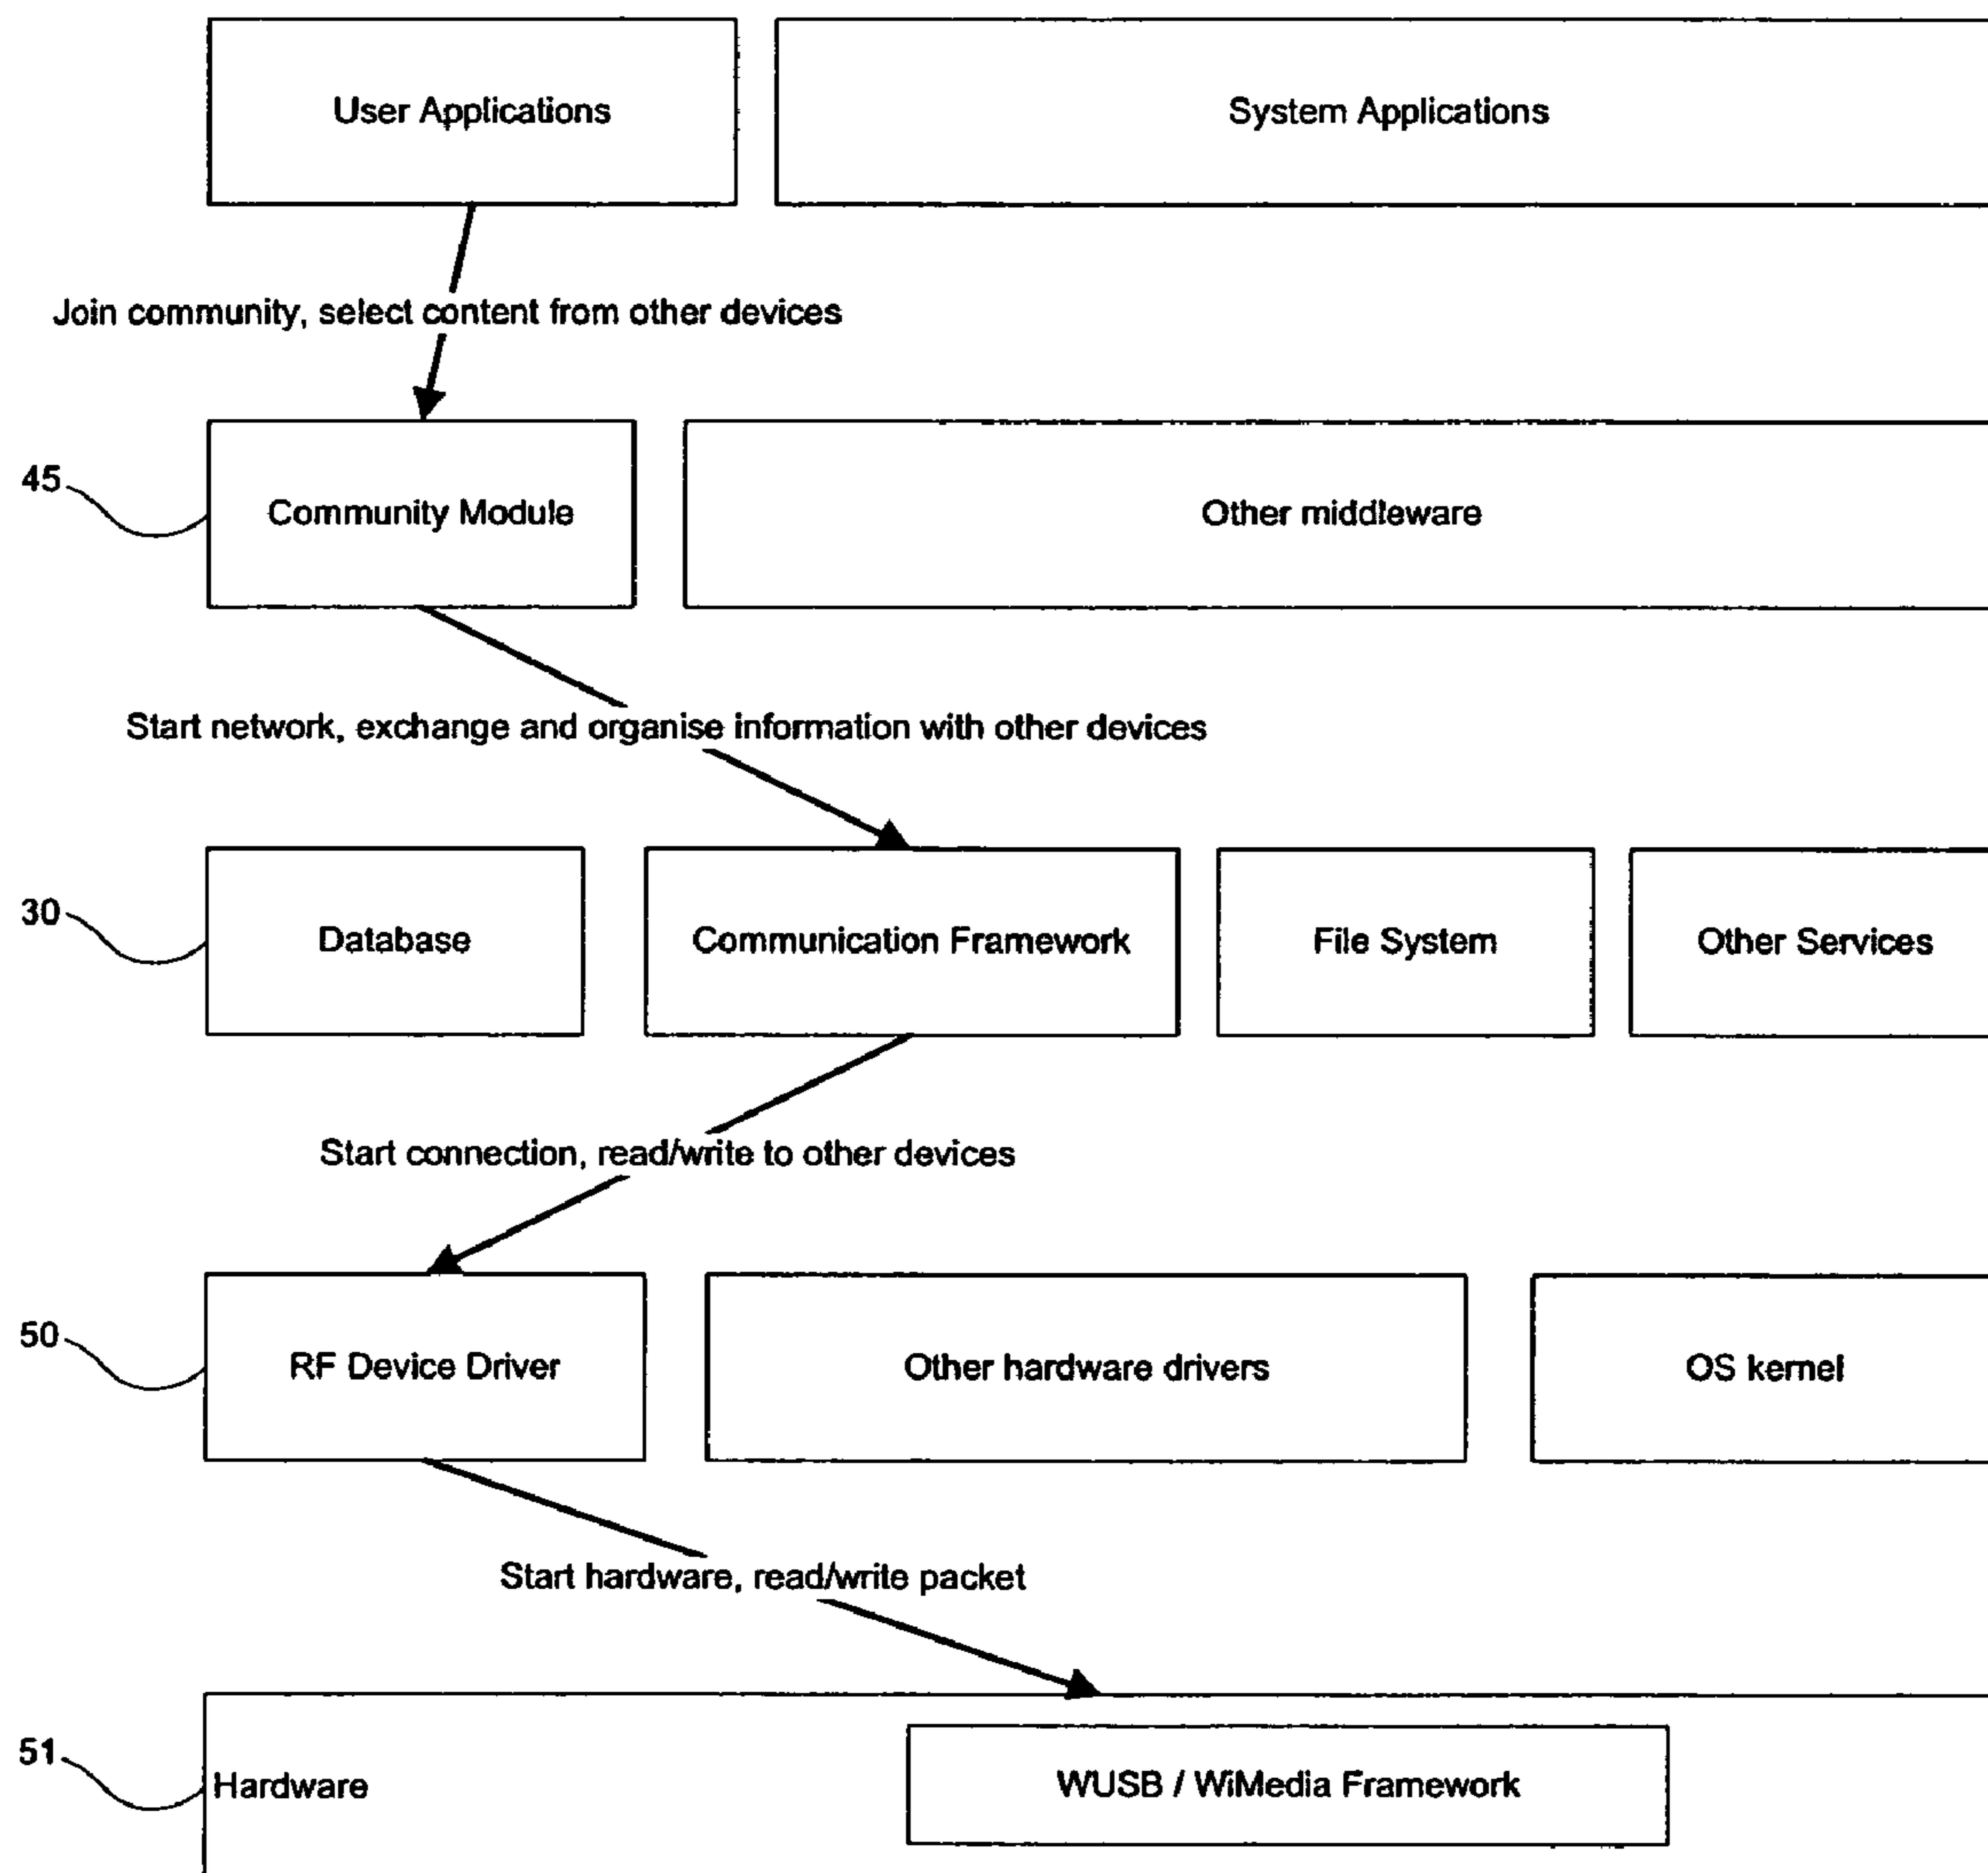 User Applications
System Applications
Join community, select content from other devices
45
Community Module
Other middleware
Start network, exchange and organise information with other devices
30
Database
Communication Framework
File System
Other Services
Start connection, read/write to other devices
50
RF Device Driver
Other hardware drivers
OS kernel
Start hardware, read/write packet
51
Hardware
WUSB / WiMedia Framework